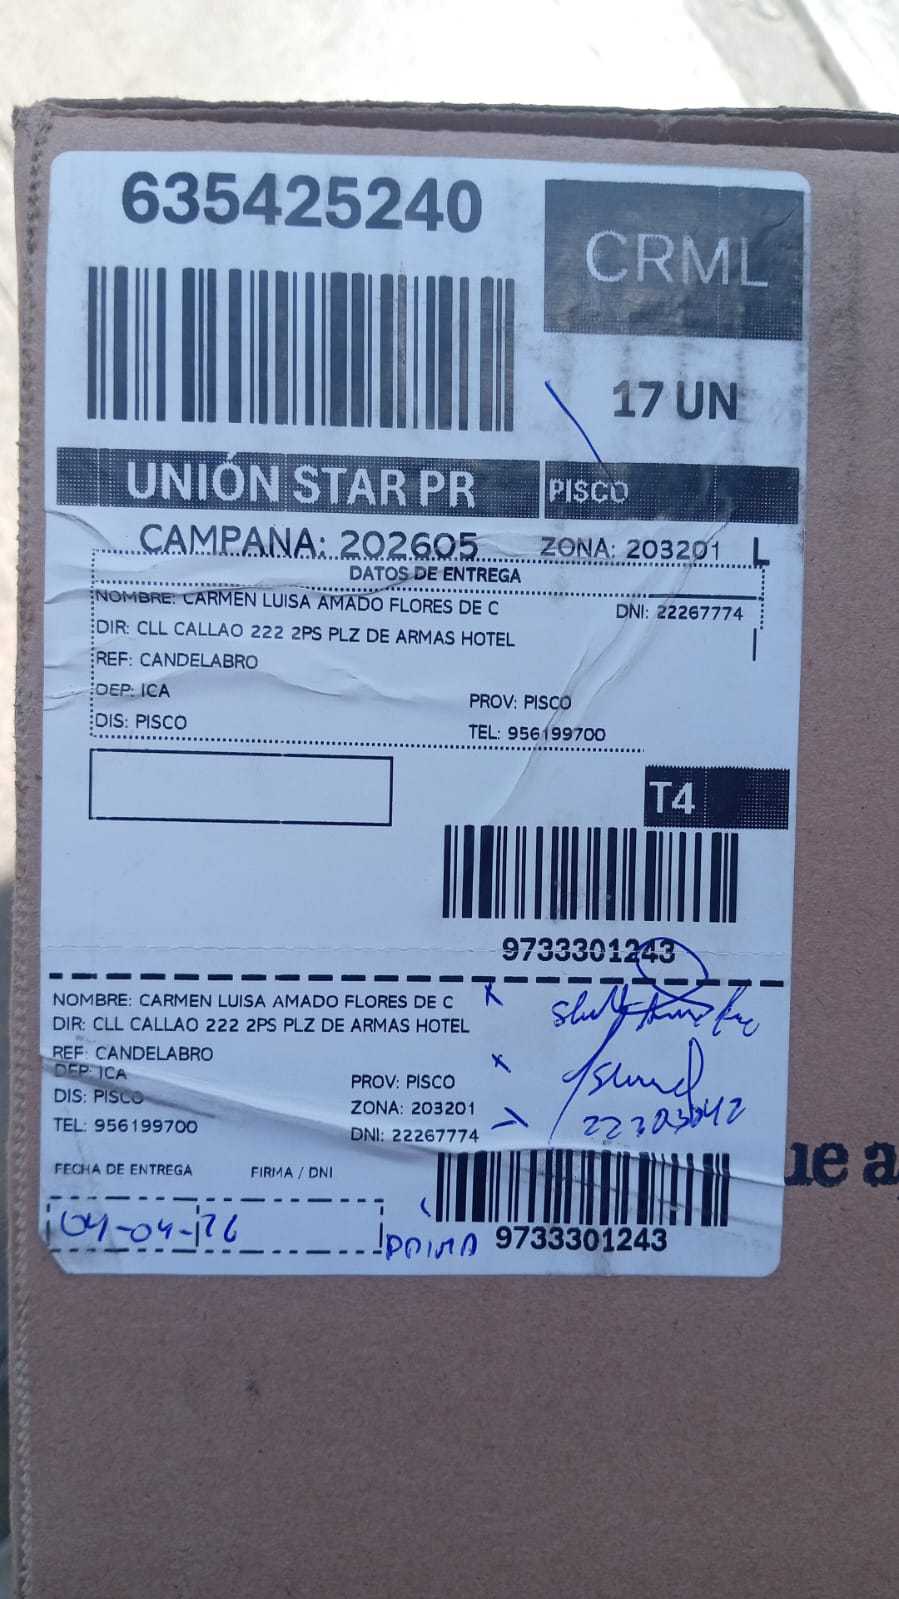 635425240
CRML
17 UN
UNIÓN STAR PR
PISCO
CAMPANA: 202605
ZONA: 203201
L
DATOS DE ENTREGA
NOMBRE: CARMEN LUISA AMADO FLORES DE C
DNI: 22267774
DIR: CLL CALLAO 222 2PS PLZ DE ARMAS HOTEL
REF: CANDELABRO
DEP: ICA
PROV: PISCO
DIS: PISCO
TEL: 956199700
T4
9733301243
NOMBRE: CARMEN LUISA AMADO FLORES DE C
DIR: CLL CALLAO 222 2PS PLZ DE ARMAS HOTEL
REF: CANDELABRO
DEP: ICA
PROV: PISCO
DIS: PISCO
ZONA: 203201
TEL: 956199700
DNI: 22267774
FECHA DE ENTREGA
FIRMA / DNI
04-04-26
PRIMA
9733301243
ue a